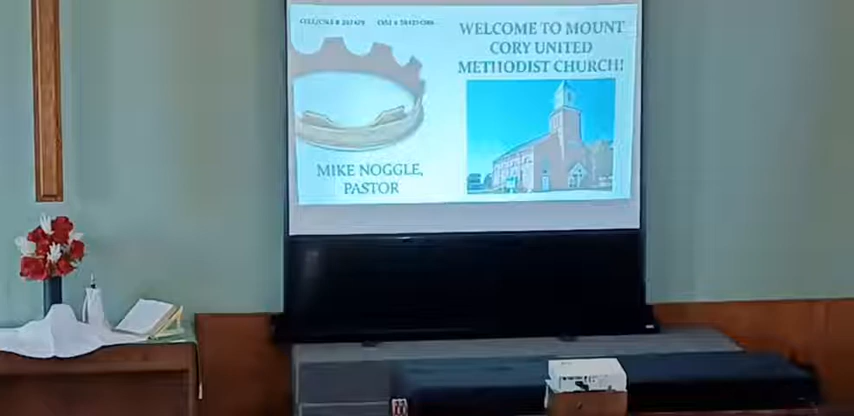 WELCOME TO MOUNT
CORY UNITED
METHODIST CHURCH!
MIKE NOGGLE,
PASTOR